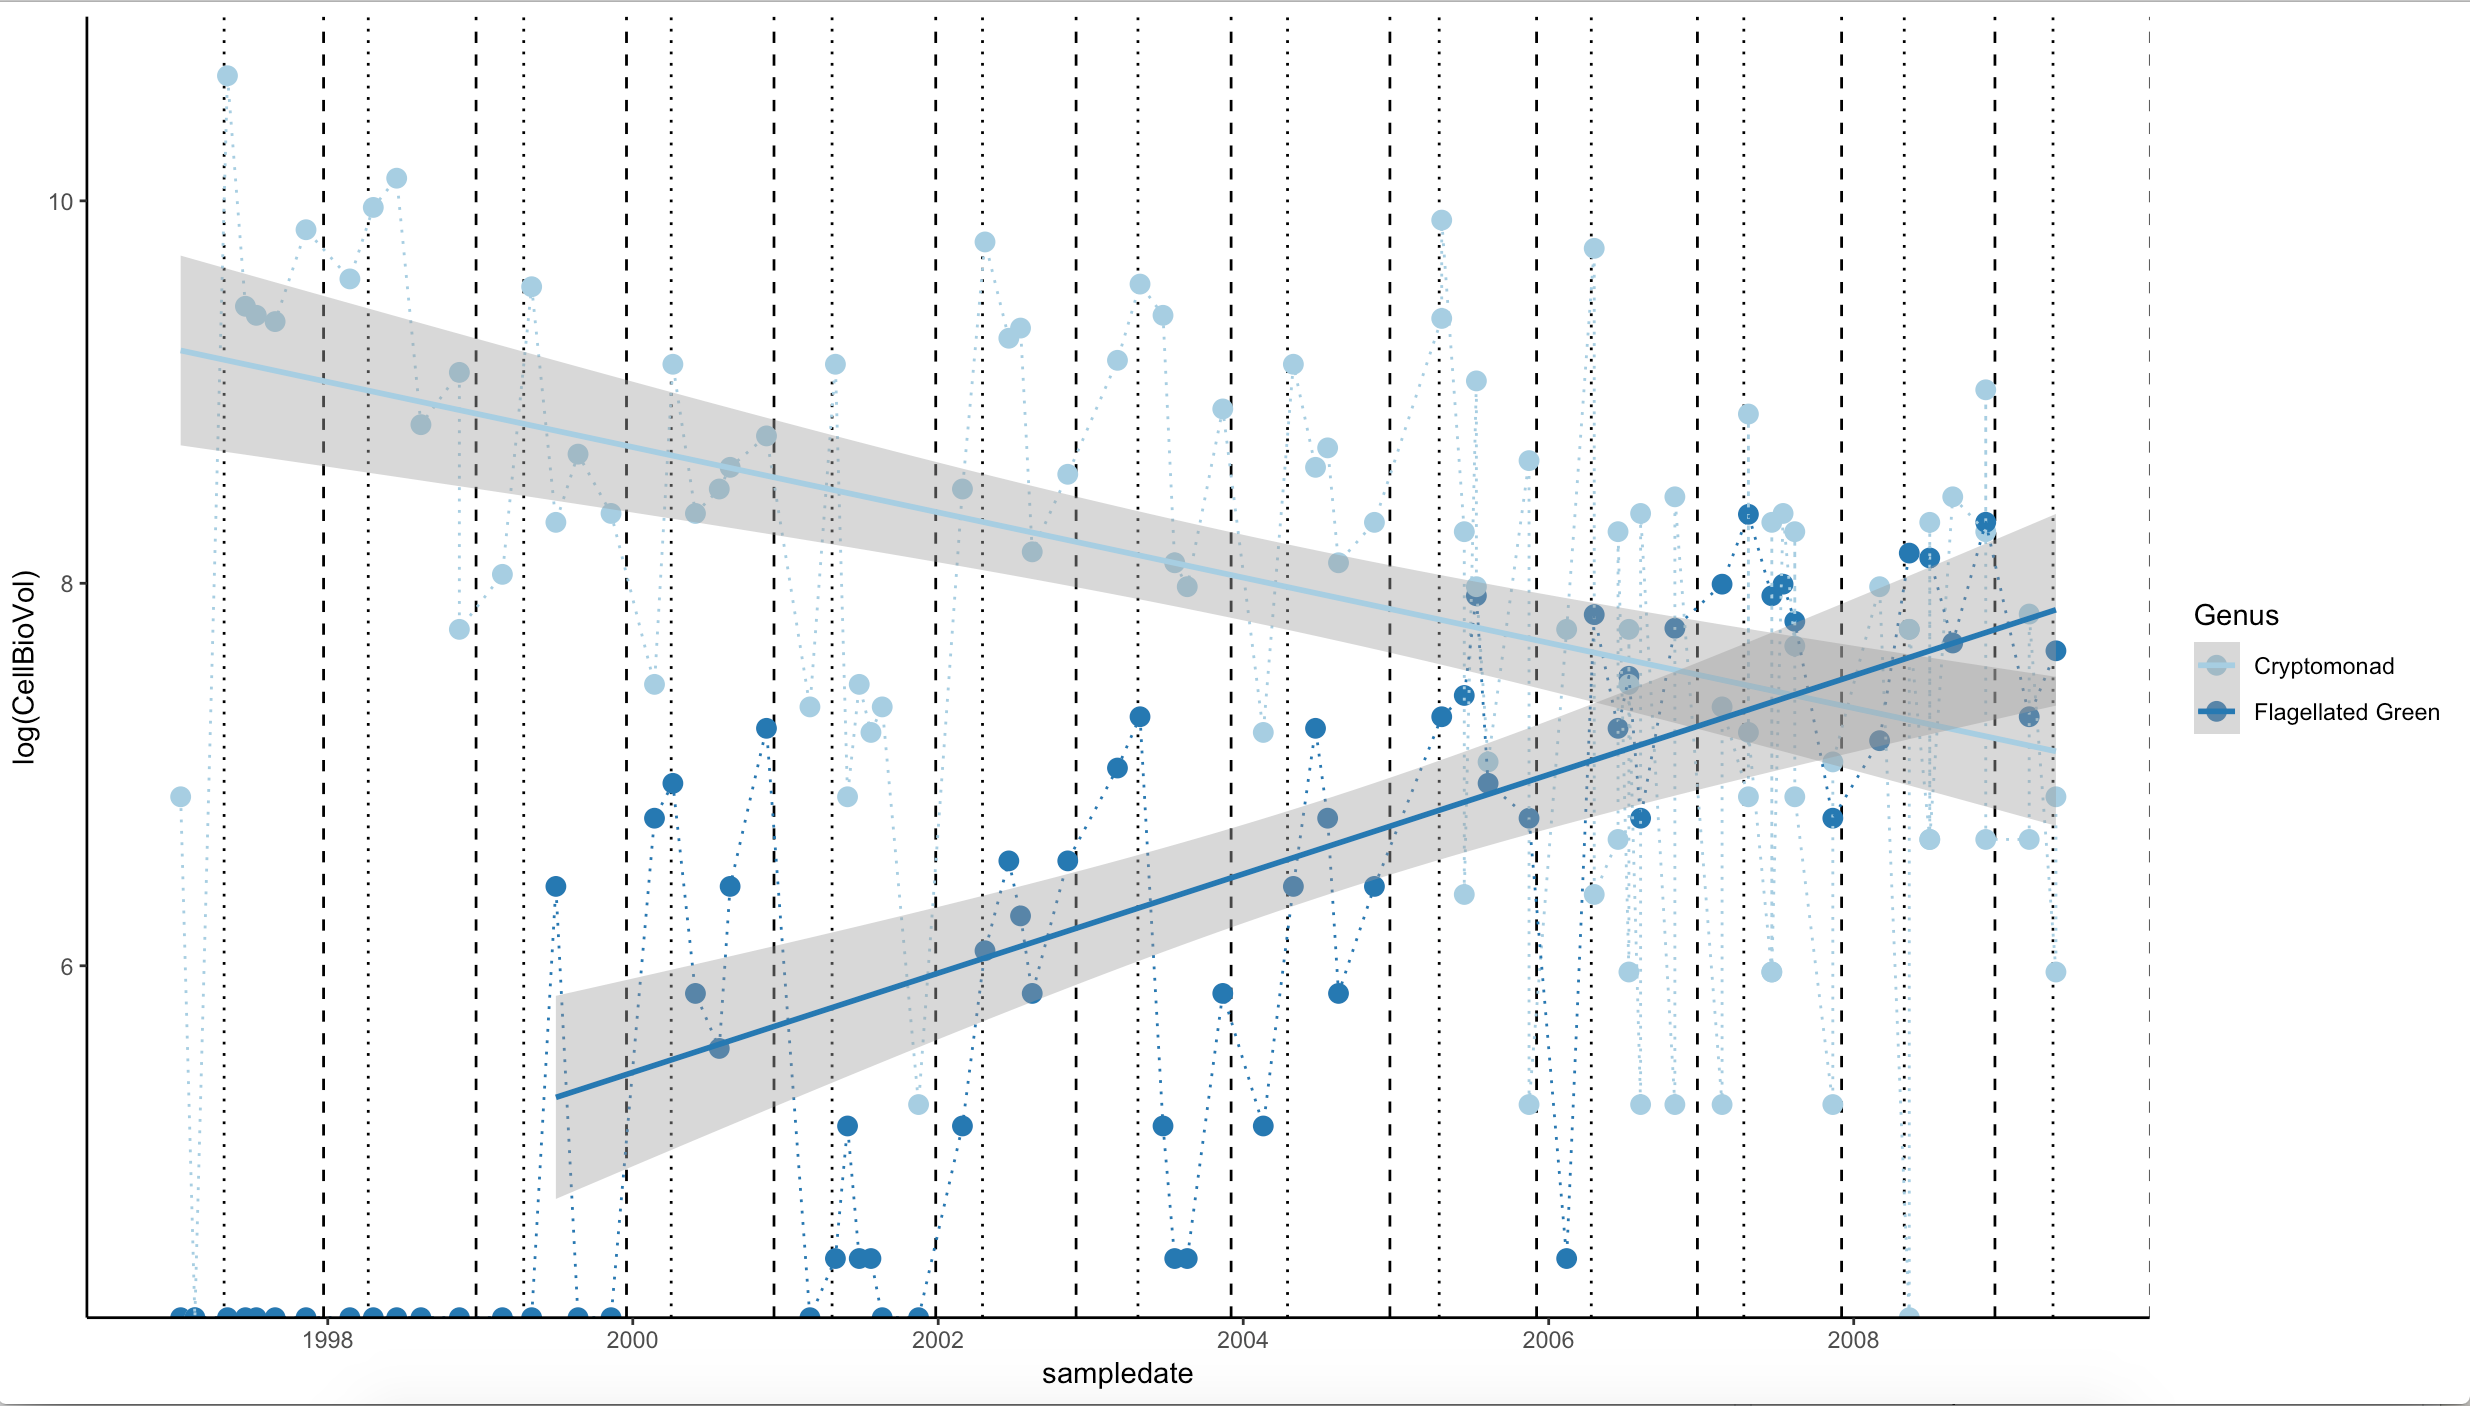 log(CellBioVol)
10
8
6
1998 2000 2002 2004 2006 2008
sampledate
Genus
Cryptomonad
Flagellated Green